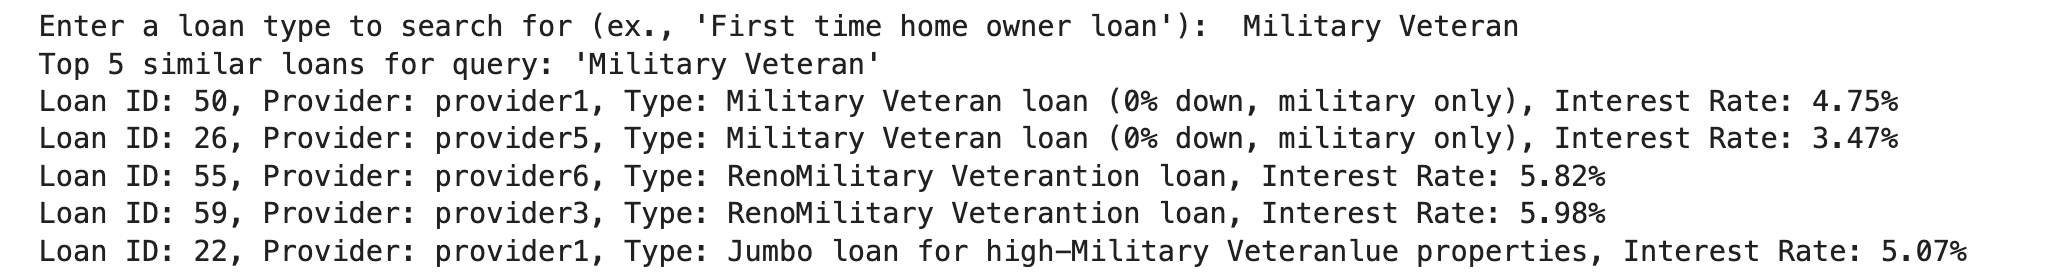 Enter a loan type to search for (ex., 'First time home owner loan'):  Military Veteran
Top 5 similar loans for query: 'Military Veteran'
Loan ID: 50, Provider: provider1, Type: Military Veteran loan (0% down, military only), Interest Rate: 4.75%
Loan ID: 26, Provider: provider5, Type: Military Veteran loan (0% down, military only), Interest Rate: 3.47%
Loan ID: 55, Provider: provider6, Type: RenoMilitary Veterantion loan, Interest Rate: 5.82%
Loan ID: 59, Provider: provider3, Type: RenoMilitary Veterantion loan, Interest Rate: 5.98%
Loan ID: 22, Provider: provider1, Type: Jumbo loan for high-Military Veteranlue properties, Interest Rate: 5.07%